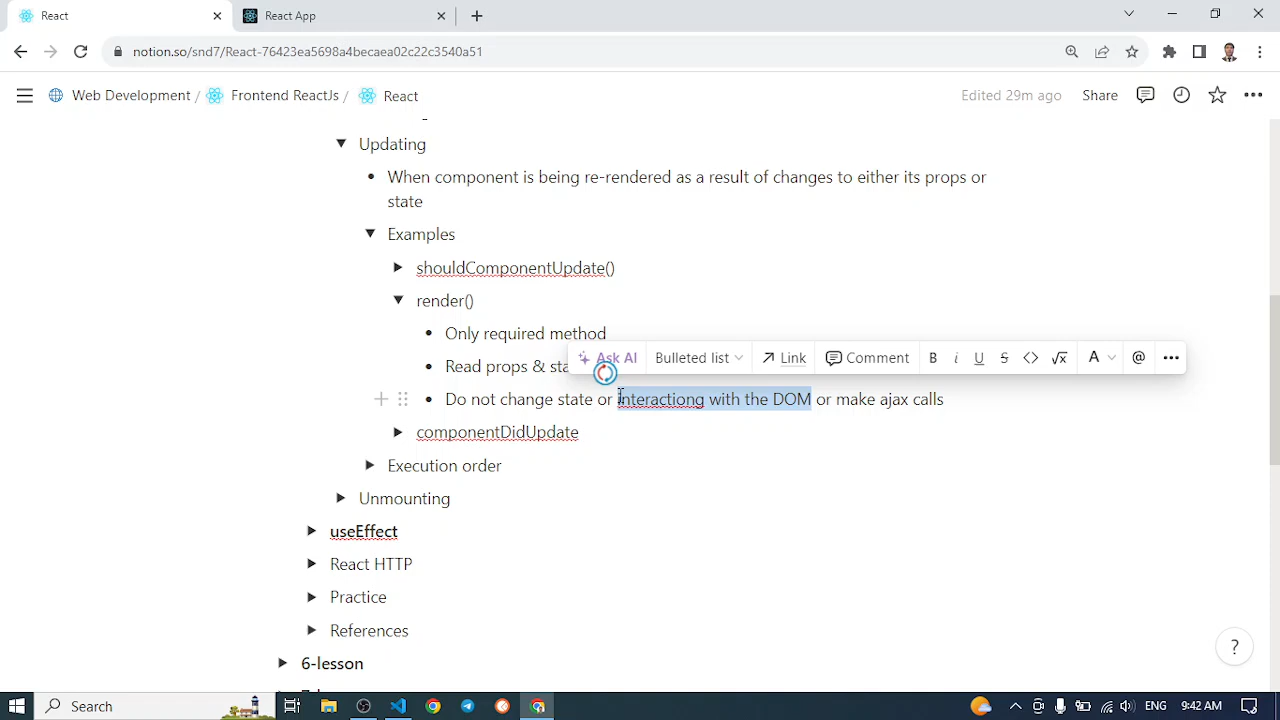 React
React App
notion.so/snd7/React-76423ea5698a4becaea02c22c3540a51
Web Development / Frontend ReactJs / React
Edited 29m ago
Share
Updating
When component is being re-rendered as a result of changes to either its props or
state
Examples
shouldComponentUpdate()
render()
Only required method
Ask AI Bulleted list Link Comment B i U S A @
Read props &
Do not change state or interactiong with the DOM or make ajax calls
componentDidUpdate
Execution order
Unmounting
useEffect
React HTTP
Practice
References
?
6-lesson
Search
ENG 9:42 AM